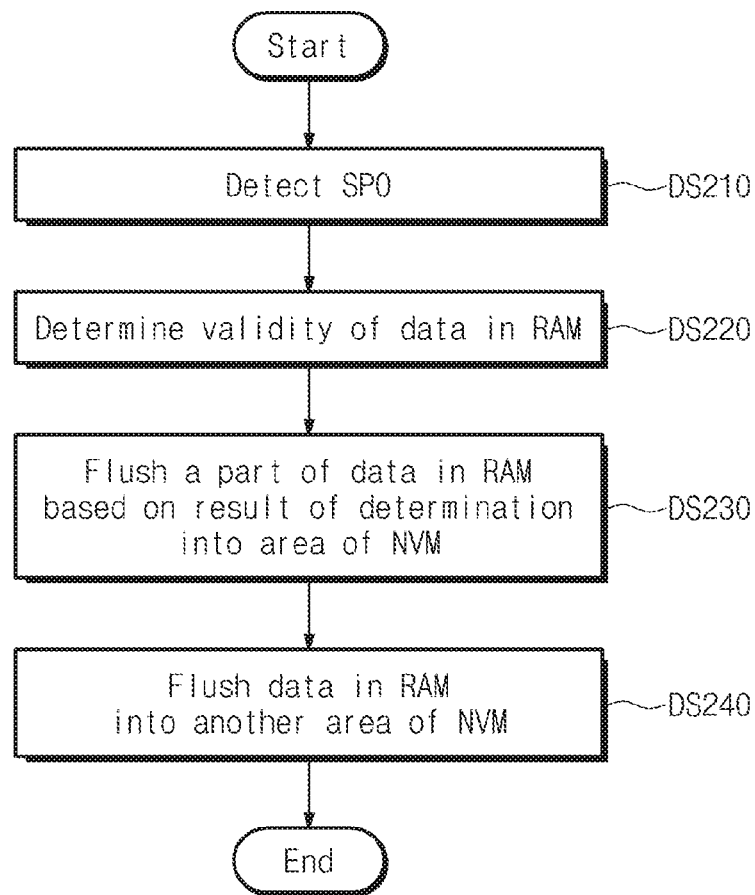 Start
Detect SPO
DS210
Determine validity of data in RAM
DS220
Flush a part of data in RAM
based on result of determination
into area of NVM
DS230
Flush data in RAM
into another area of NVM
DS240
End